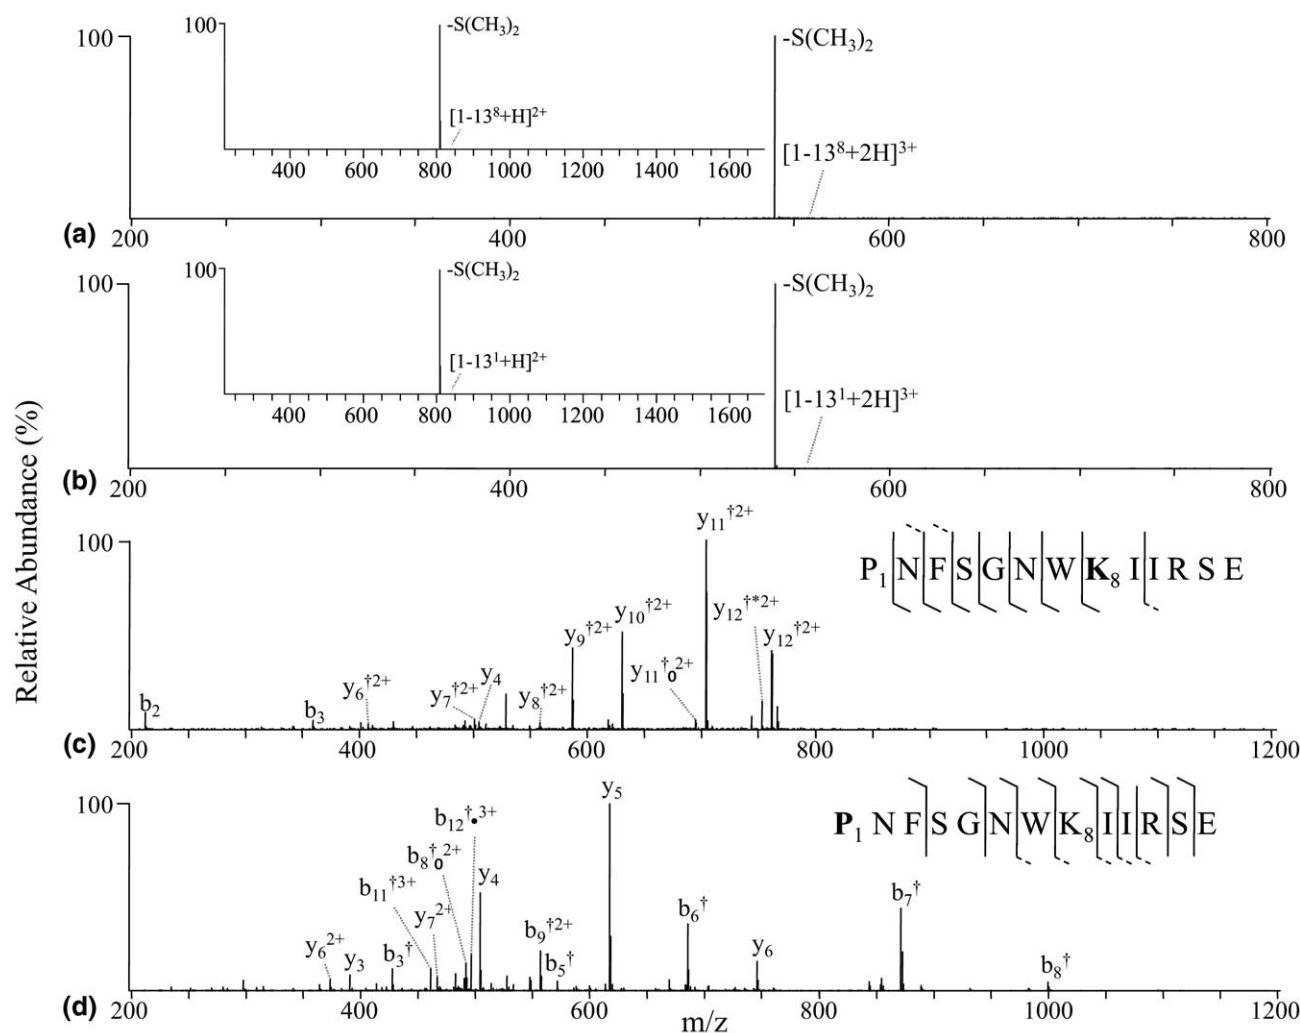 Relative Abundance (%)
100
-S(CH₃)₂
100
-S(CH₃)₂
[1-13⁸+H]²⁺
400 600 800 1000 1200 1400 1600
[1-13⁸+2H]³⁺
(a)
200 400 600 800
100
-S(CH₃)₂
100
-S(CH₃)₂
[1-13¹+H]²⁺
400 600 800 1000 1200 1400 1600
[1-13¹+2H]³⁺
(b)
200 400 600 800
100
y₁₁†²⁺
P₁ N F S G N W K₈ I I R S E
y₁₀†²⁺
y₁₂†*²⁺
y₉†²⁺
y₁₂†²⁺
y₁₁†ₒ²⁺
y₆†²⁺
y₇†²⁺
y₄
y₈†²⁺
b₂
b₃
(c)
200 400 600 800 1000 1200
100
y₅
b₁₂†•³⁺
P₁ N F S G N W K₈ I I R S E
b₈†ₒ²⁺
b₁₁†³⁺
y₄
y₇²⁺
b₉†²⁺
b₆†
b₇†
y₆²⁺
y₃
b₃†
b₅†
y₆
b₈†
(d)
200 400 600 800 1000 1200
m/z